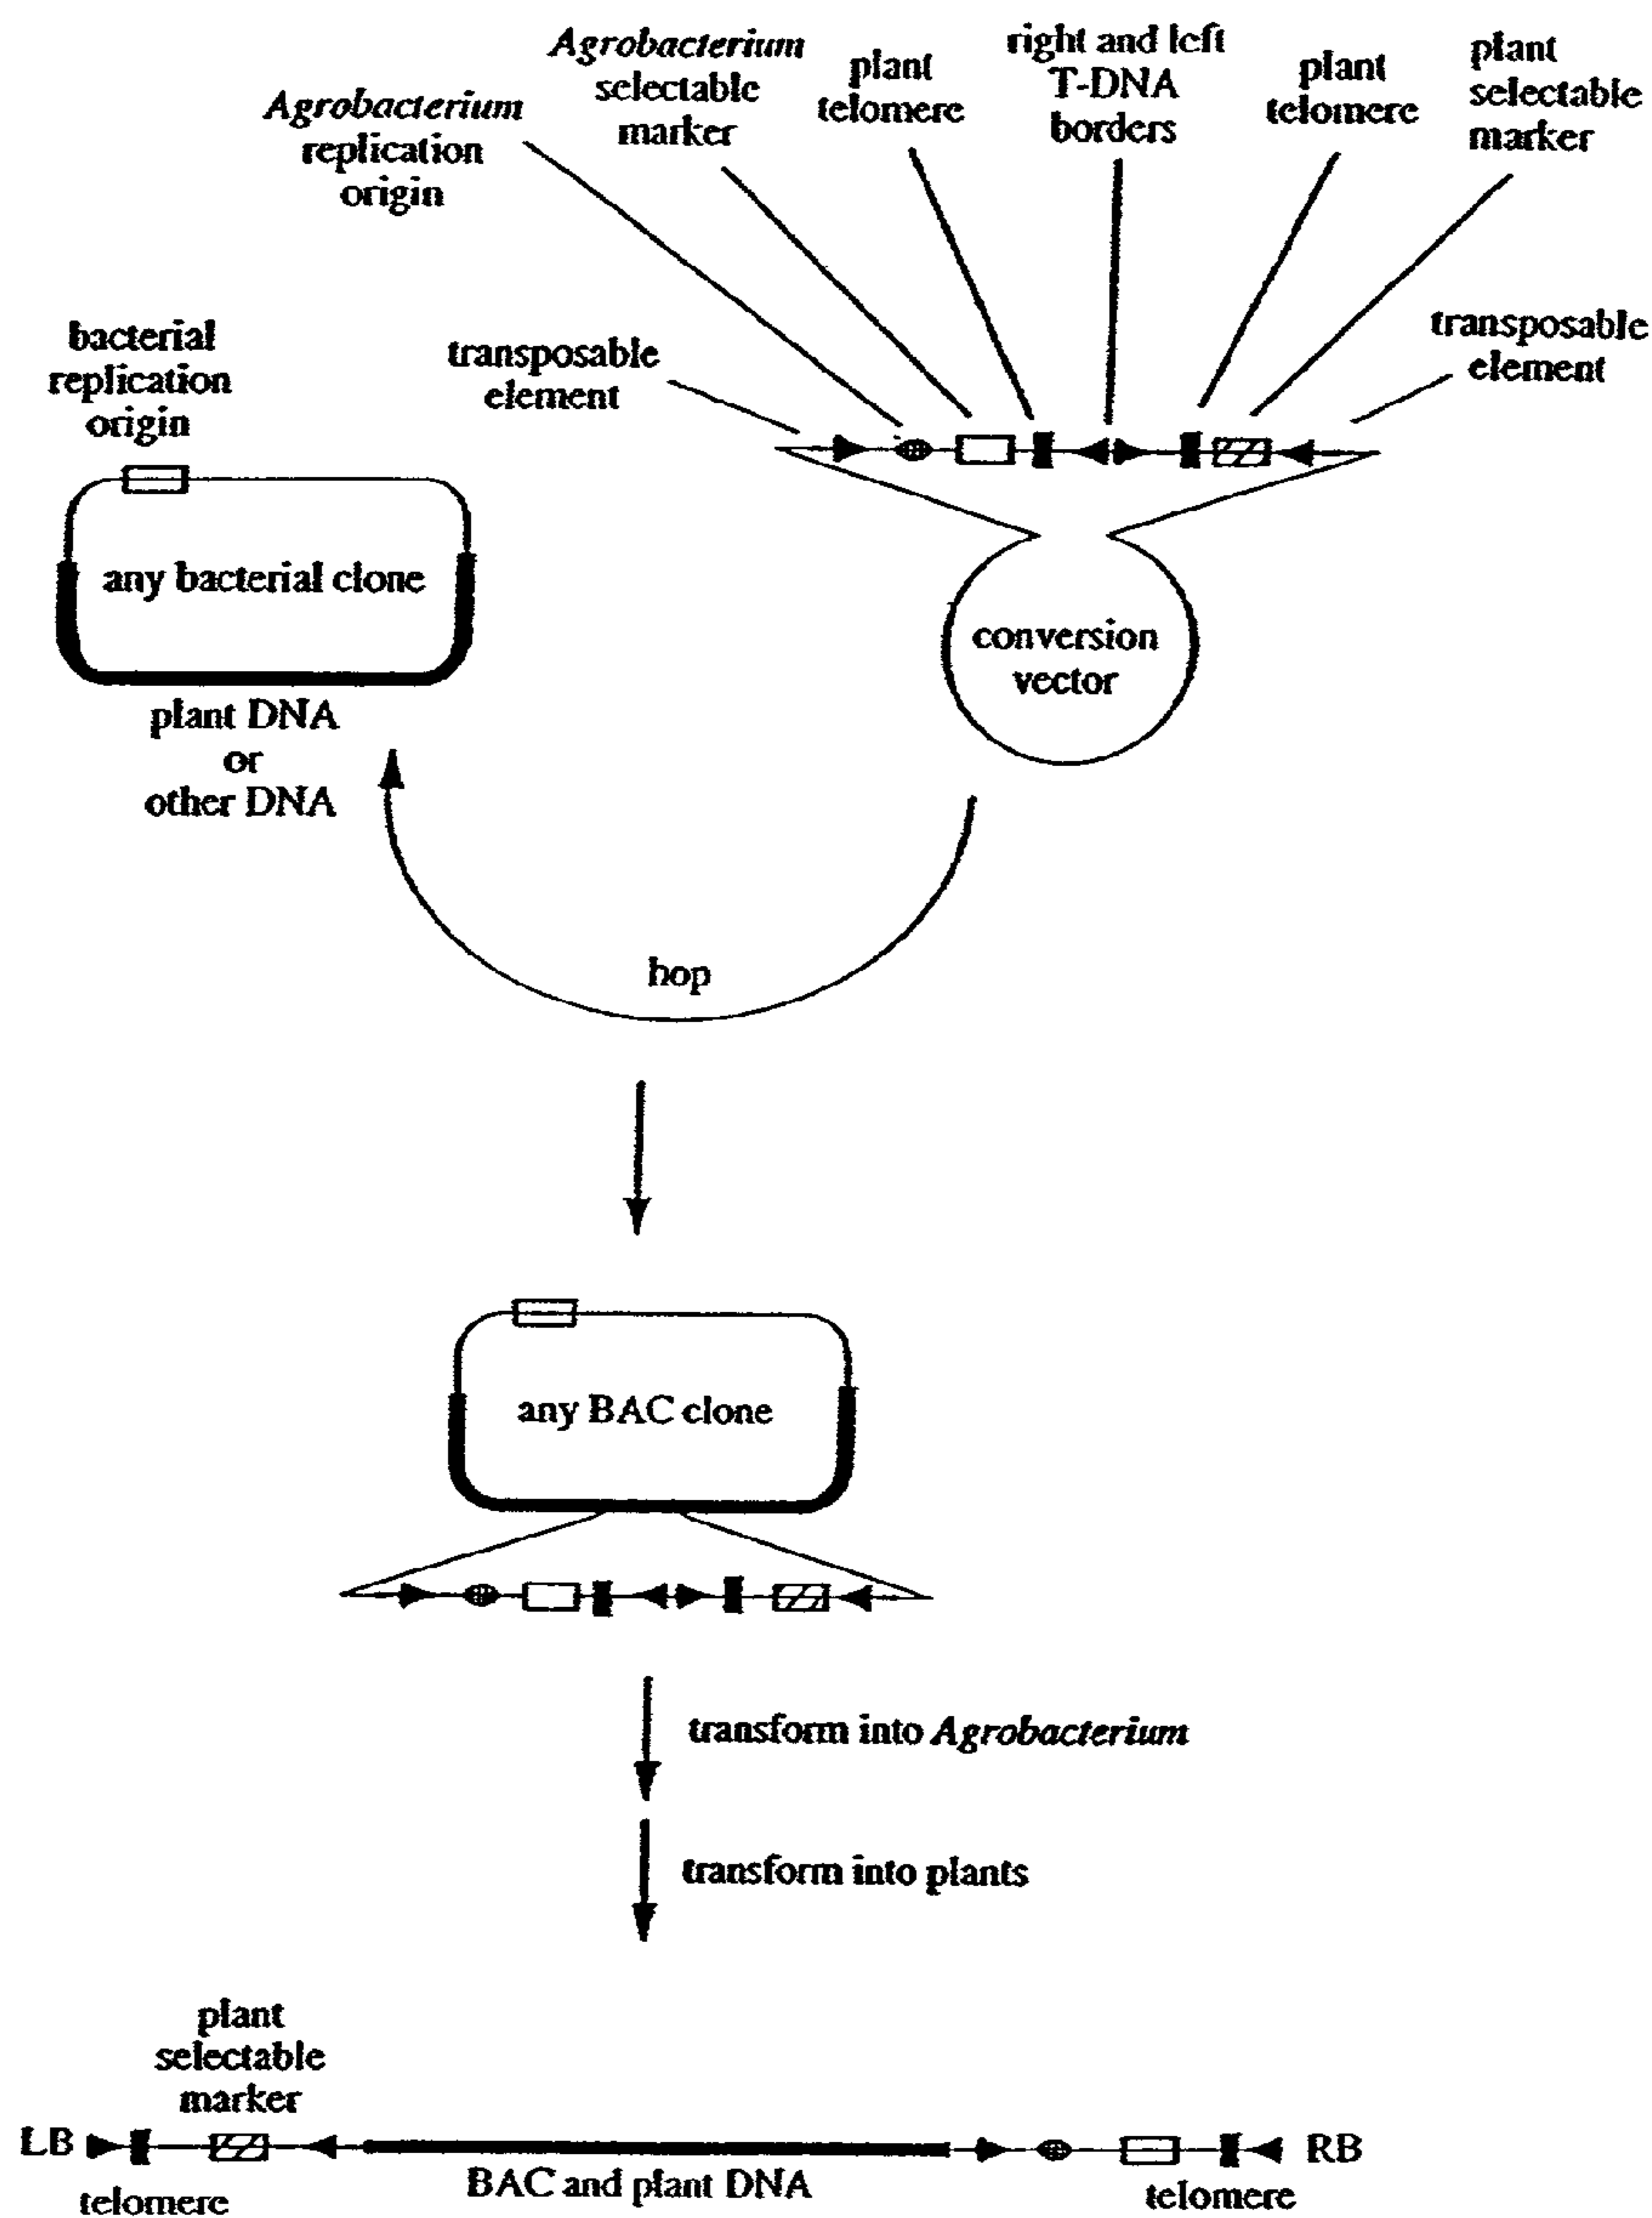 Agrobacterium
replication
origin
Agrobacterium
selectable
marker
plant
telomere
right and left
T-DNA
borders
plant
telomere
plant
selectable
marker
bacterial
replication
origin
transposable
element
transposable
element
any bacterial clone
conversion
vector
plant DNA
or
other DNA
hop
any BAC clone
transform into Agrobacterium
transform into plants
plant
selectable
marker
LB
RB
BAC and plant DNA
telomere
telomere